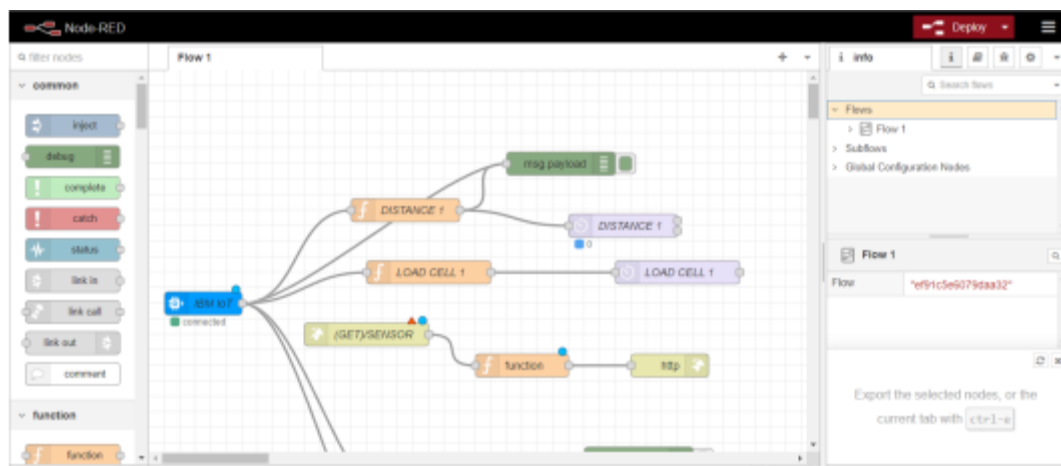 Node-RED
Deploy
filter nodes
Flow 1
i info
Search flows
common
inject
debug
complete
catch
status
link in
link call
link out
comment
function
function
msg.payload
DISTANCE 1
DISTANCE 1
0
LOAD CELL 1
LOAD CELL 1
IBM IoT
connected
(GET)/SENSOR
function
http
Flows
Flow 1
Subflows
Global Configuration Nodes
Flow 1
Flow
"ef91c5e6079daa32"
Export the selected nodes, or the
current tab with ctrl-e